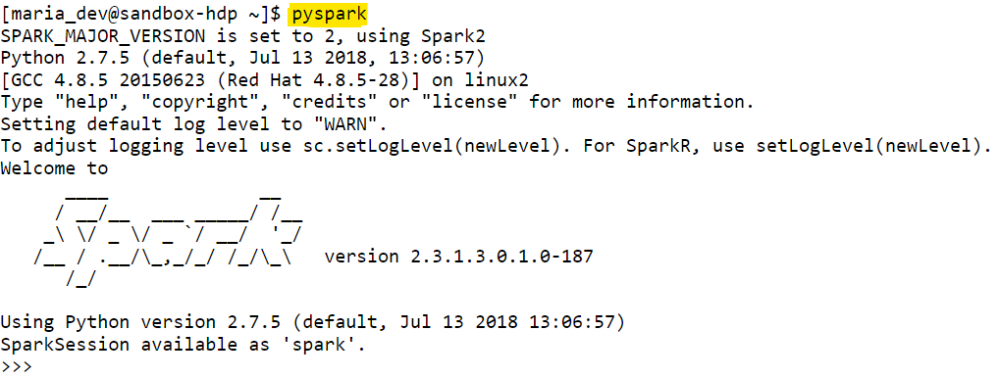 [maria_dev@sandbox-hdp ~]$ pyspark
SPARK_MAJOR_VERSION is set to 2, using Spark2
Python 2.7.5 (default, Jul 13 2018, 13:06:57)
[GCC 4.8.5 20150623 (Red Hat 4.8.5-28)] on linux2
Type "help", "copyright", "credits" or "license" for more information.
Setting default log level to "WARN".
To adjust logging level use sc.setLogLevel(newLevel). For SparkR, use setLogLevel(newLevel).
Welcome to
      ____              __
     / __/__  ___ _____/ /__
    _\ \/ _ \/ _ `/ __/  '_/
   /__ / .__/\_,_/_/ /_/\_\   version 2.3.1.3.0.1.0-187
      /_/
Using Python version 2.7.5 (default, Jul 13 2018 13:06:57)
SparkSession available as 'spark'.
>>>